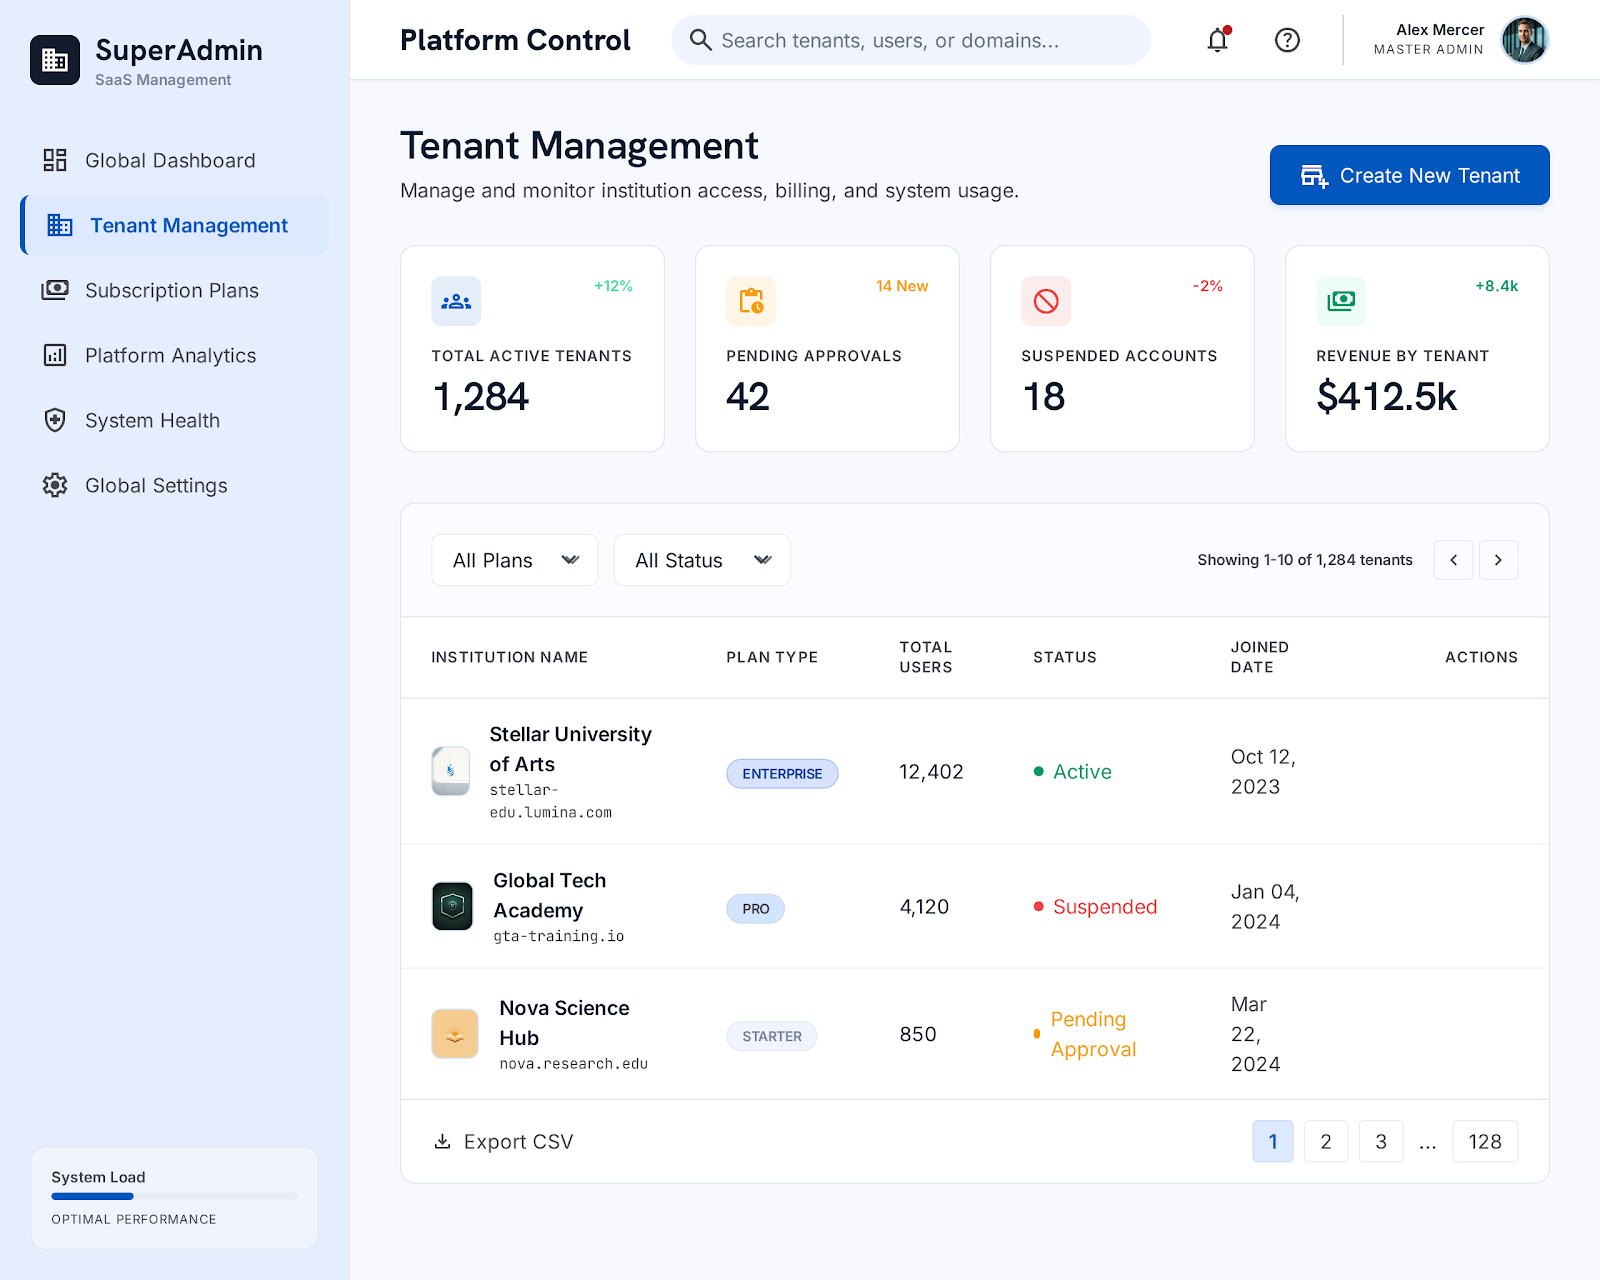 SuperAdmin
SaaS Management
Global Dashboard
Tenant Management
Subscription Plans
Platform Analytics
System Health
Global Settings
System Load
OPTIMAL PERFORMANCE
Platform Control
Search tenants, users, or domains...
Alex Mercer
MASTER ADMIN
Tenant Management
Manage and monitor institution access, billing, and system usage.
Create New Tenant
+12%
TOTAL ACTIVE TENANTS
1,284
14 New
PENDING APPROVALS
42
-2%
SUSPENDED ACCOUNTS
18
+8.4k
REVENUE BY TENANT
$412.5k
All Plans
All Status
Showing 1-10 of 1,284 tenants
INSTITUTION NAME
PLAN TYPE
TOTAL
USERS
STATUS
JOINED
DATE
ACTIONS
Stellar University
of Arts
stellar-
edu.lumina.com
ENTERPRISE
12,402
Active
Oct 12,
2023
Global Tech
Academy
gta-training.io
PRO
4,120
Suspended
Jan 04,
2024
Nova Science
Hub
nova.research.edu
STARTER
850
Pending
Approval
Mar
22,
2024
Export CSV
1
2
3
...
128